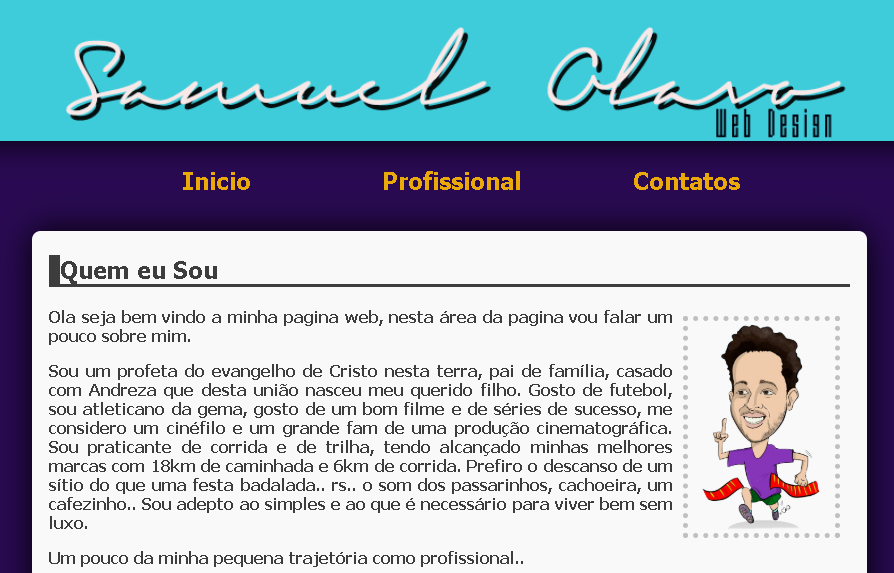 Samuel Olavo
Web Design
Inicio Profissional Contatos
Quem eu Sou
Ola seja bem vindo a minha pagina web, nesta área da pagina vou falar um
pouco sobre mim.
Sou um profeta do evangelho de Cristo nesta terra, pai de família, casado
com Andreza que desta união nasceu meu querido filho. Gosto de futebol,
sou atleticano da gema, gosto de um bom filme e de séries de sucesso, me
considero um cinéfilo e um grande fam de uma produção cinematográfica.
Sou praticante de corrida e de trilha, tendo alcançado minhas melhores
marcas com 18km de caminhada e 6km de corrida. Prefiro o descanso de um
sítio do que uma festa badalada.. rs.. o som dos passarinhos, cachoeira, um
cafezinho.. Sou adepto ao simples e ao que é necessário para viver bem sem
luxo.
Um pouco da minha pequena trajetória como profissional..